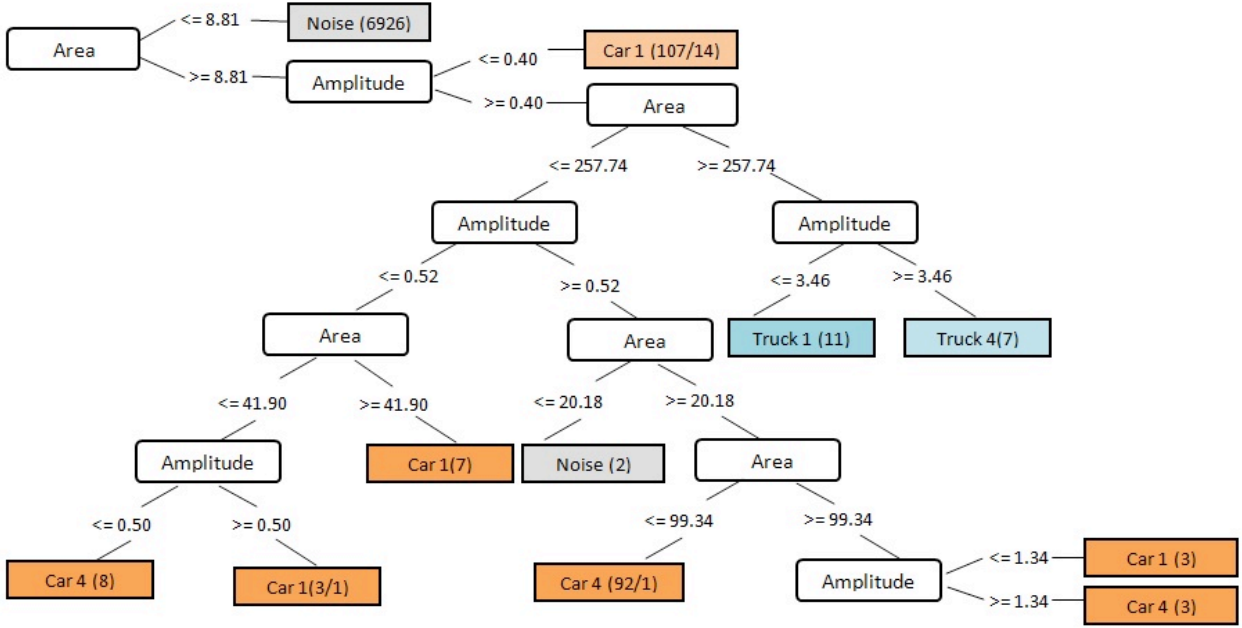 <= 8.81
Noise (6926)
Area
>= 8.81
Amplitude
<= 0.40
Car 1 (107/14)
>= 0.40
Area
<= 257.74
>= 257.74
Amplitude
Amplitude
<= 0.52
>= 0.52
<= 3.46
>= 3.46
Area
Area
Truck 1 (11)
Truck 4(7)
<= 41.90
>= 41.90
<= 20.18
>= 20.18
Amplitude
Car 1(7)
Noise (2)
Area
<= 0.50
>= 0.50
<= 99.34
>= 99.34
Car 4 (8)
Car 1(3/1)
Car 4 (92/1)
Amplitude
<= 1.34
Car 1 (3)
>= 1.34
Car 4 (3)